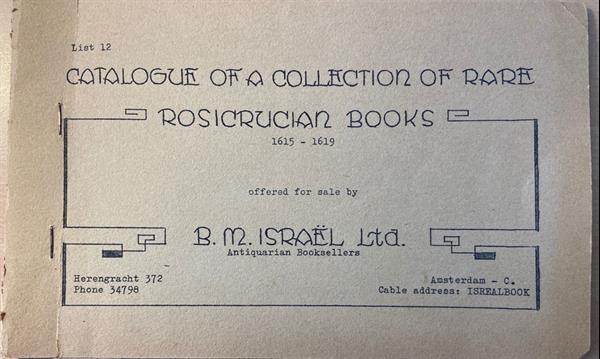 List 12
CATALOGUE OF A COLLECTION OF RARE
ROSICRUCIAN BOOKS
1615 - 1619
offered for sale by
B. M. ISRAËL Ltd.
Antiquarian Booksellers
Herengracht 372
Phone 34798
Amsterdam - C.
Cable address: ISREALBOOK